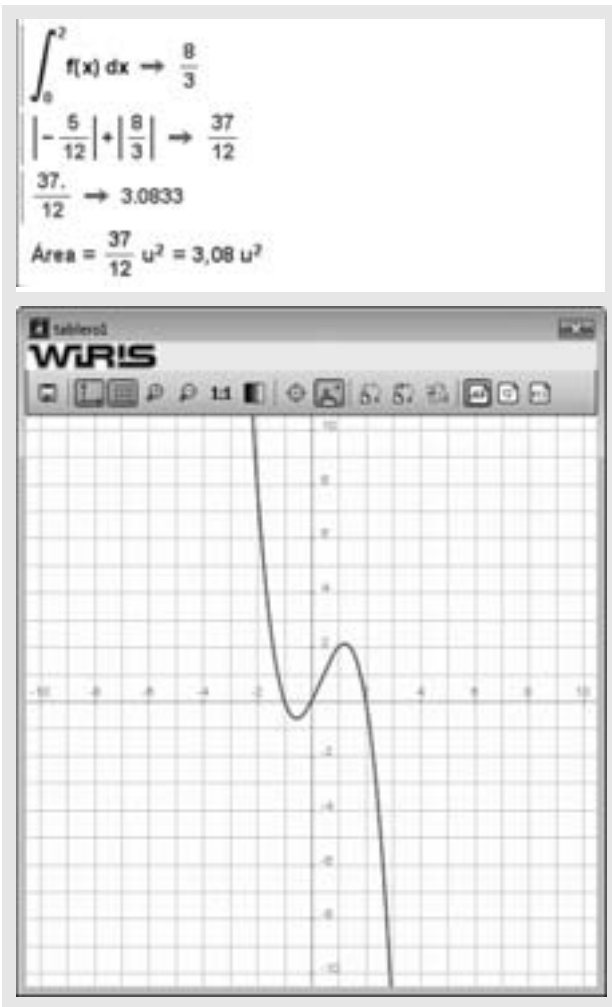 ∫₀² f(x) dx → 8/3
|-5/12|+|8/3| → 37/12
37./12 → 3.0833
Área = 37/12 u² = 3,08 u²
tablero1
WIRIS
1:1
10
8
6
4
2
-10 -8 -6 -4 -2 4 6 8 10
-2
-4
-6
-8
-10